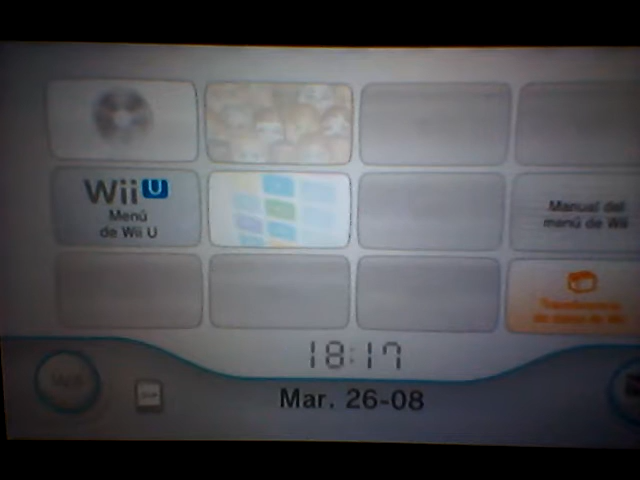 Wii U
Menú
de Wii U
Manual del
menú de Wii
18:17
Mar. 26-08